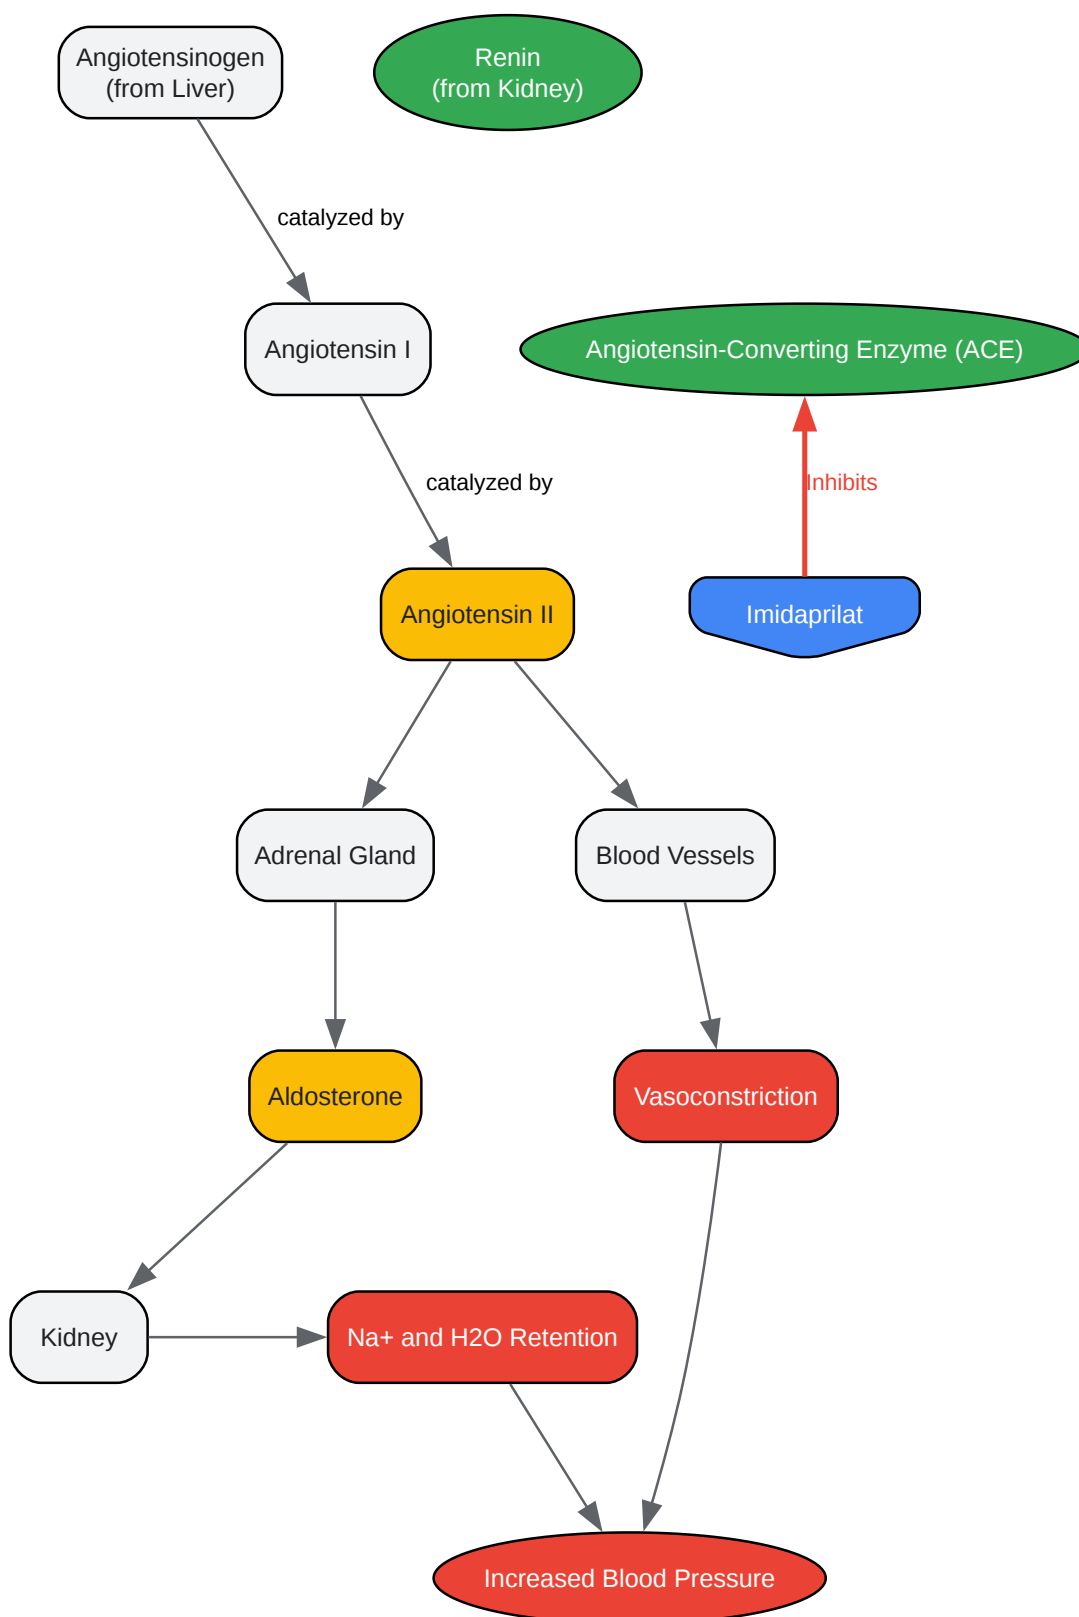 Angiotensinogen
(from Liver)
Renin
(from Kidney)
catalyzed by
Angiotensin I
Angiotensin-Converting Enzyme (ACE)
catalyzed by
Inhibits
Angiotensin II
Imidaprilat
Adrenal Gland
Blood Vessels
Aldosterone
Vasoconstriction
Kidney
Na+ and H2O Retention
Increased Blood Pressure